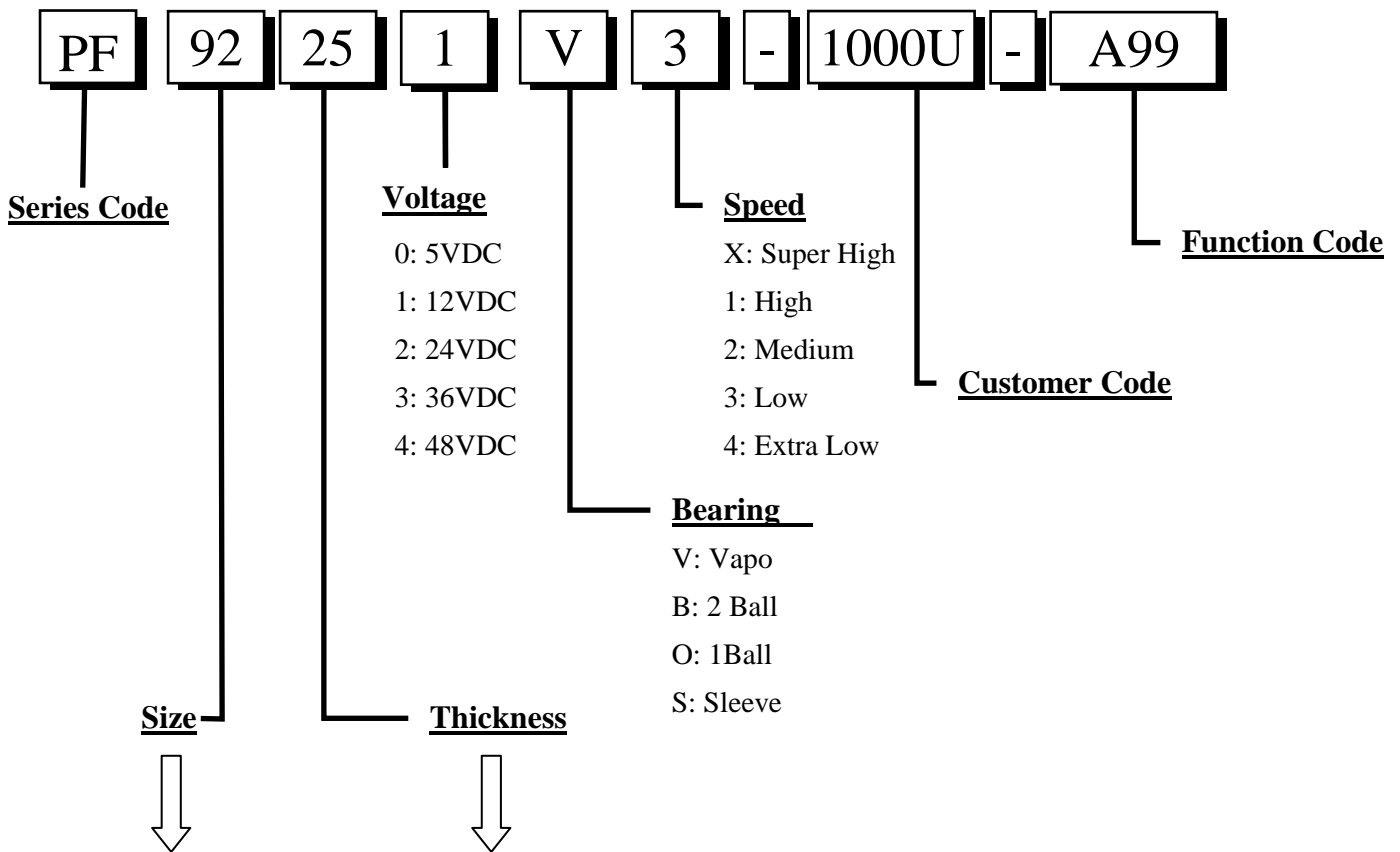 PF 92 25 1 V 3 - 1000U - A99
Series Code
Voltage
0: 5VDC
1: 12VDC
2: 24VDC
3: 36VDC
4: 48VDC
Speed
X: Super High
1: High
2: Medium
3: Low
4: Extra Low
Function Code
Customer Code
Bearing
V: Vapo
B: 2 Ball
O: 1Ball
S: Sleeve
Size
Thickness